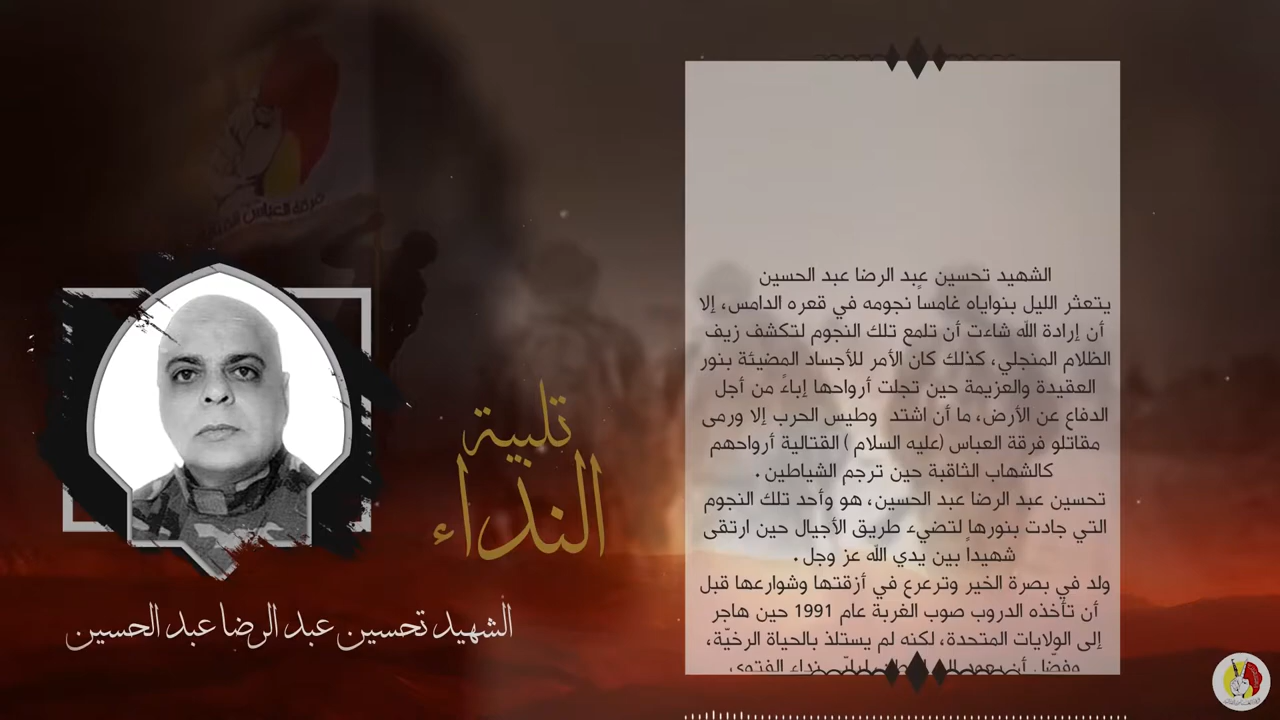 الشهيد تحسين عبد الرضا عبد الحسين
يتعثر الليل بنواياه غامساً نجومه في قعره الدامس، إلا
أن إرادة الله شاءت أن تلمع تلك النجوم لتكشف زيف
الظلام المنجلي، كذلك كان الأمر للأجساد المضيئة بنور
العقيدة والعزيمة حين تجلت أرواحها إباءً من أجل
الدفاع عن الأرض، ما أن اشتد وطيس الحرب إلا ورمى
مقاتلو فرقة العباس (عليه السلام ) القتالية أرواحهم
كالشهاب الثاقبة حين ترجم الشياطين .
تحسين عبد الرضا عبد الحسين، هو وأحد تلك النجوم
التي جادت بنورها لتضيء طريق الأجيال حين ارتقى
شهيداً بين يدي الله عز وجل .
ولد في بصرة الخير وترعرع في أزقتها وشوارعها قبل
أن تأخذه الدروب صوب الغربة عام 1991 حين هاجر
إلى الولايات المتحدة، لكنه لم يستلذ بالحياة الرخيّة،
وفضّل أن يعود نداء الفتوى
تلبية
النداء
الشهيد تحسين عبد الرضا عبد الحسين